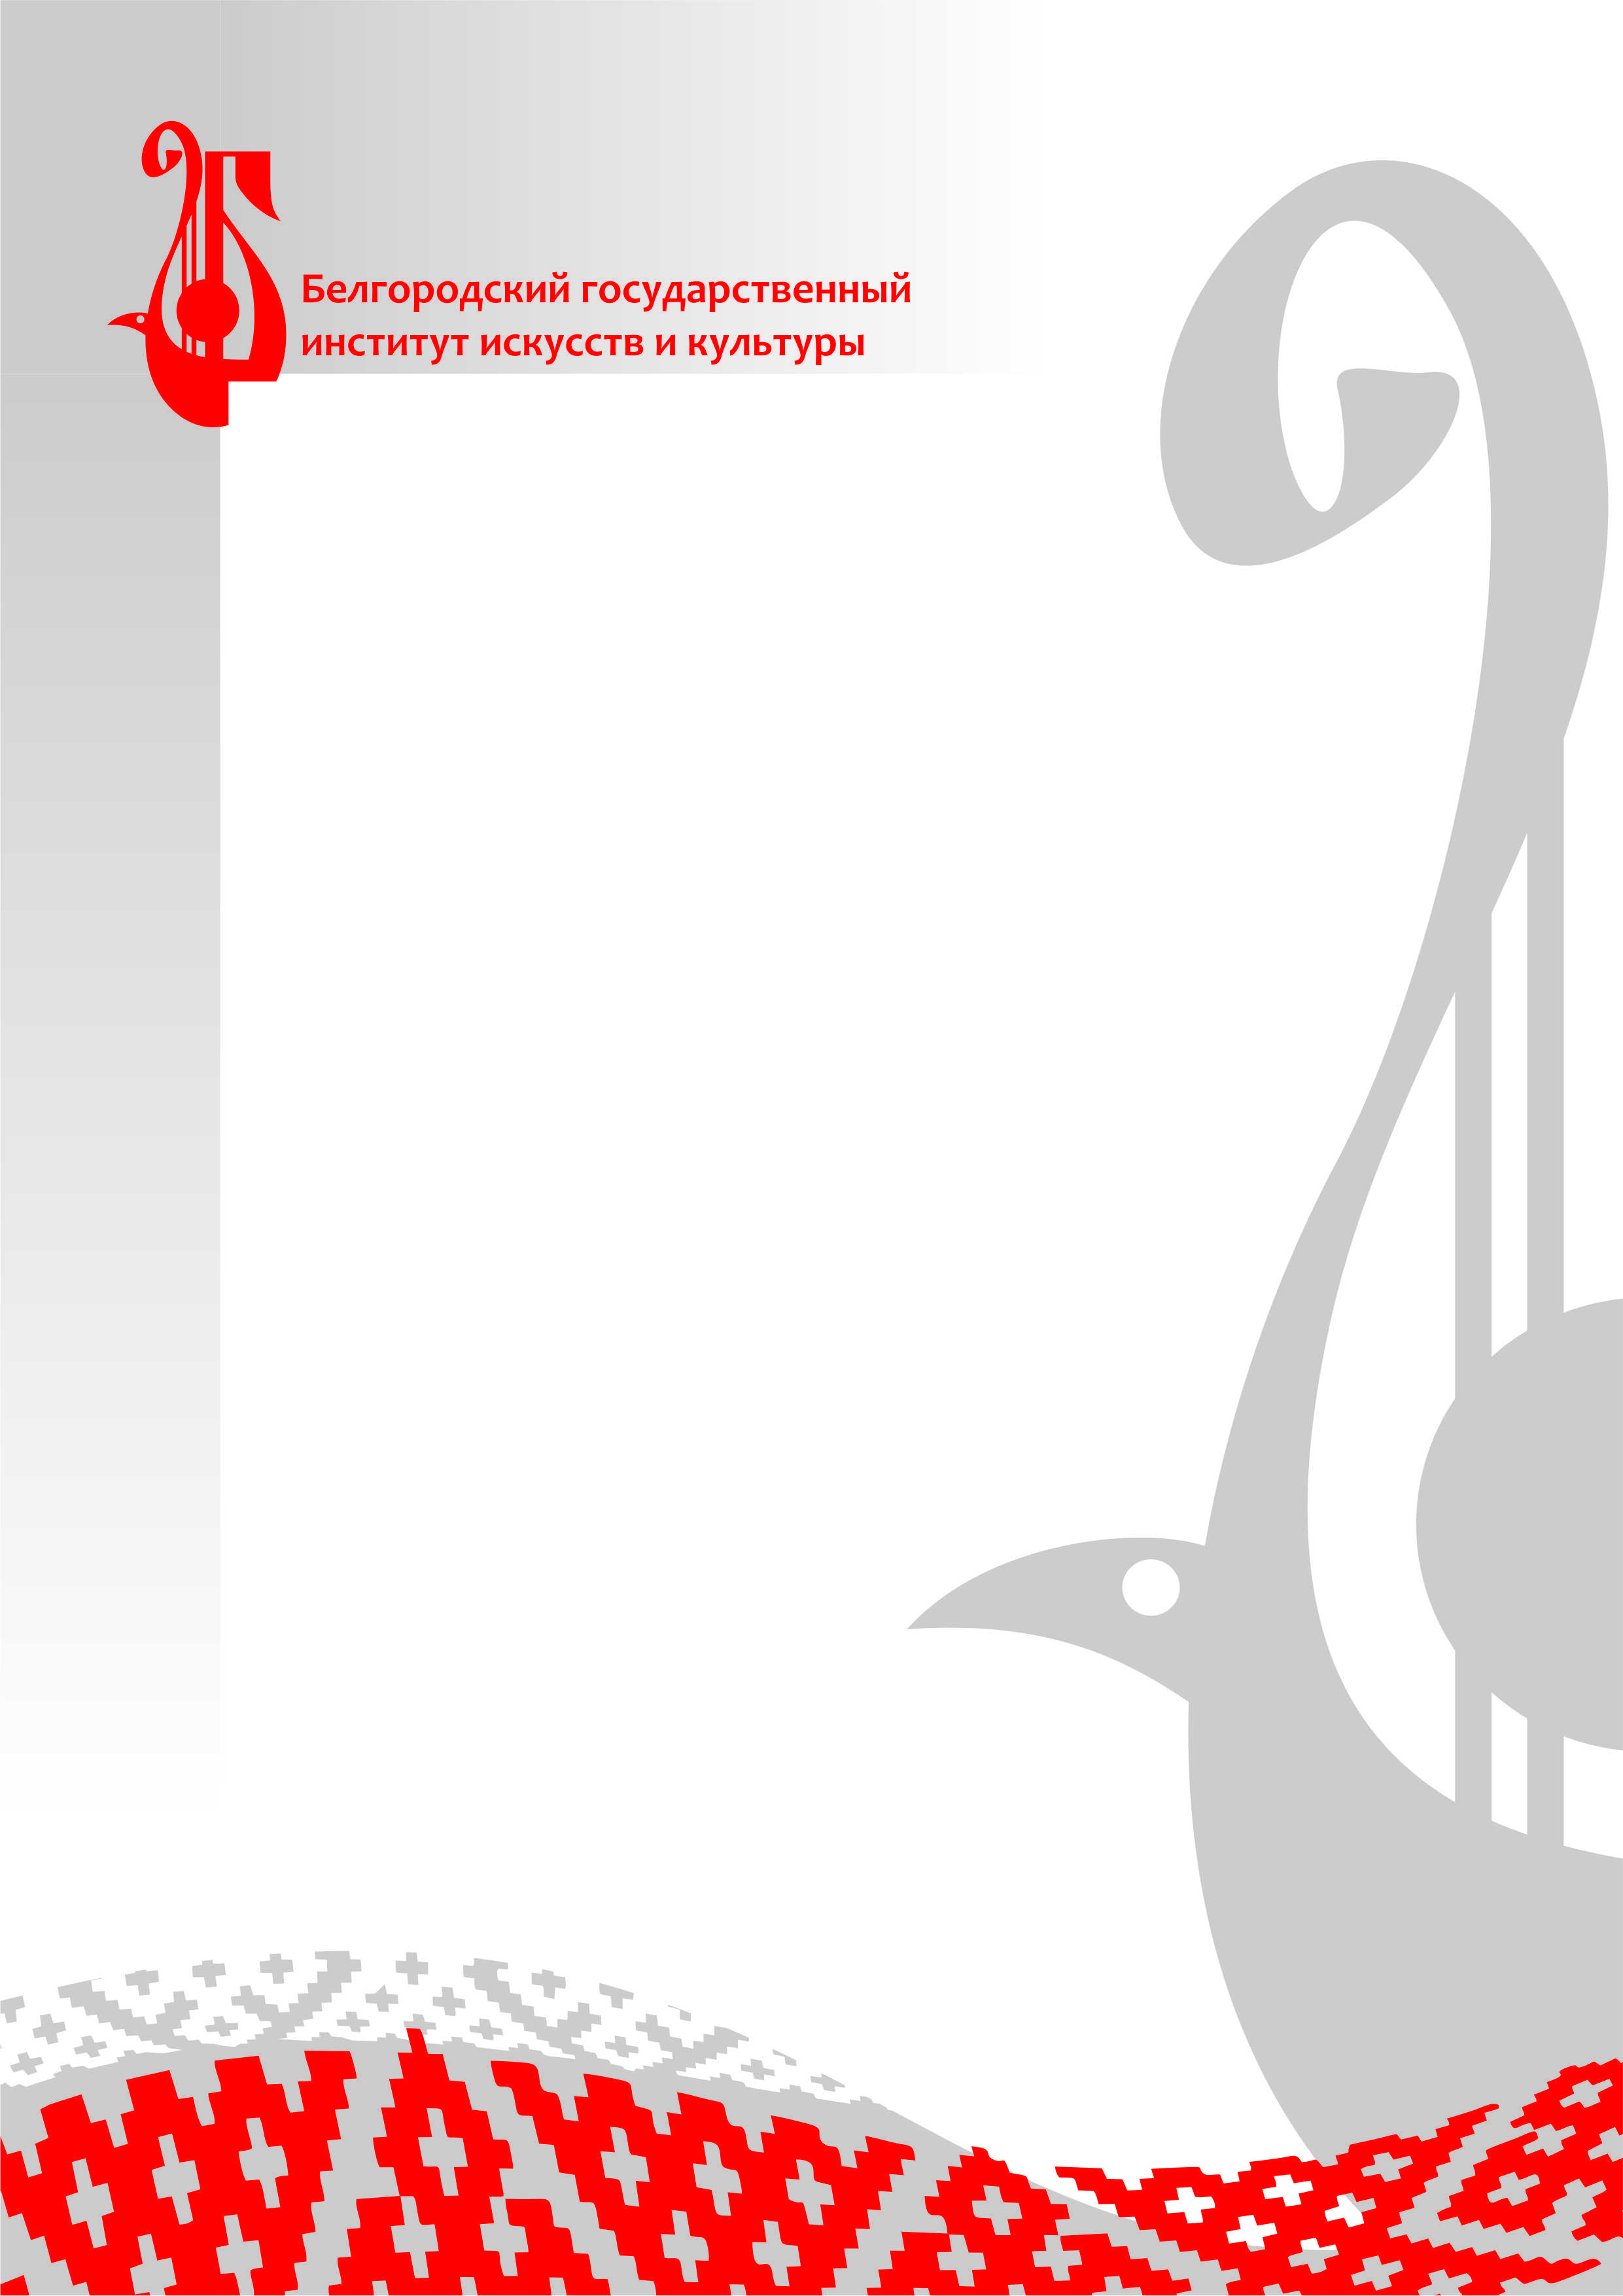 Белгородский государственный
институт искусств и культуры